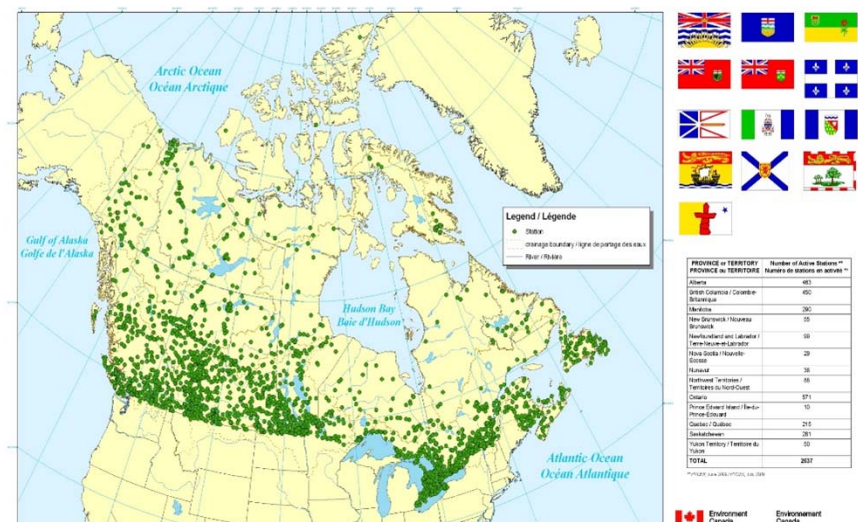 Arctic Ocean
Océan Arctique
Gulf of Alaska
Golfe de l'Alaska
Hudson Bay
Baie d'Hudson
Atlantic Ocean
Océan Atlantique
Legend / Légende
Station
drainage boundary / ligne de partage des eaux
River / Rivière
PROVINCE or TERRITORY Number of Active Stations **
PROVINCE ou TERRITOIRE Numéro de stations en activité **
Alberta
British Columbia / Colombie-
Britannique 450
Manitoba 290
New Brunswick / Nouveau 55
Brunswick
Newfoundland and Labrador /
Terre-Neuve-et-Labrador
Nova Scotia / Nouvelle- 29
Nunavut
Northwest Territories /
Territoires du Nord-Ouest
Ontario 571
Prince Edward Island / Île-du- 10
Prince-Édouard
Quebec / Québec 215
Saskatchewan 281
Yukon Territory / Territoire du 50
Yukon
TOTAL 2637
Environment Environnement
Canada Canada